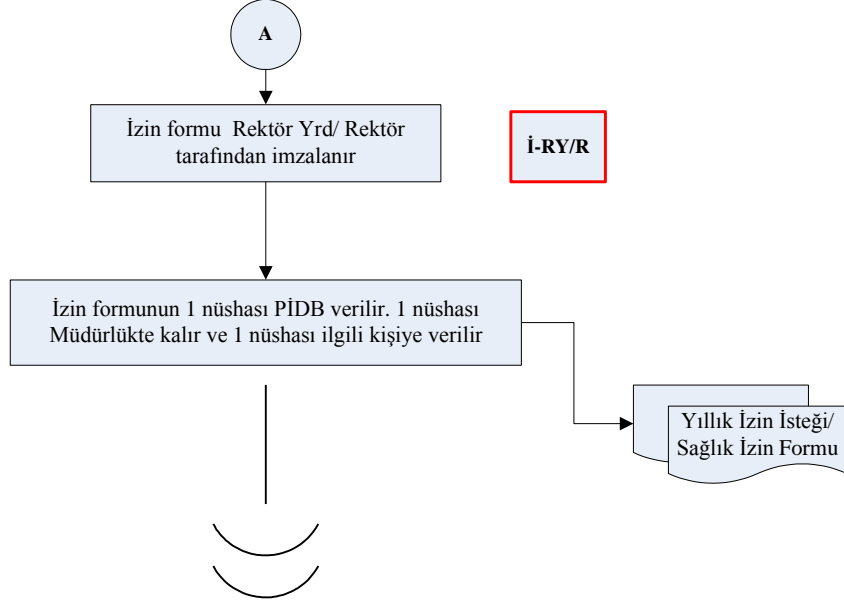 A
İzin formu Rektör Yrd/ Rektör
tarafından imzalanır
İ-RY/R
İzin formunun 1 nüshası PİDB verilir. 1 nüshası
Müdürlükte kalır ve 1 nüshası ilgili kişiye verilir
Yıllık İzin İsteği/
Sağlık İzin Formu